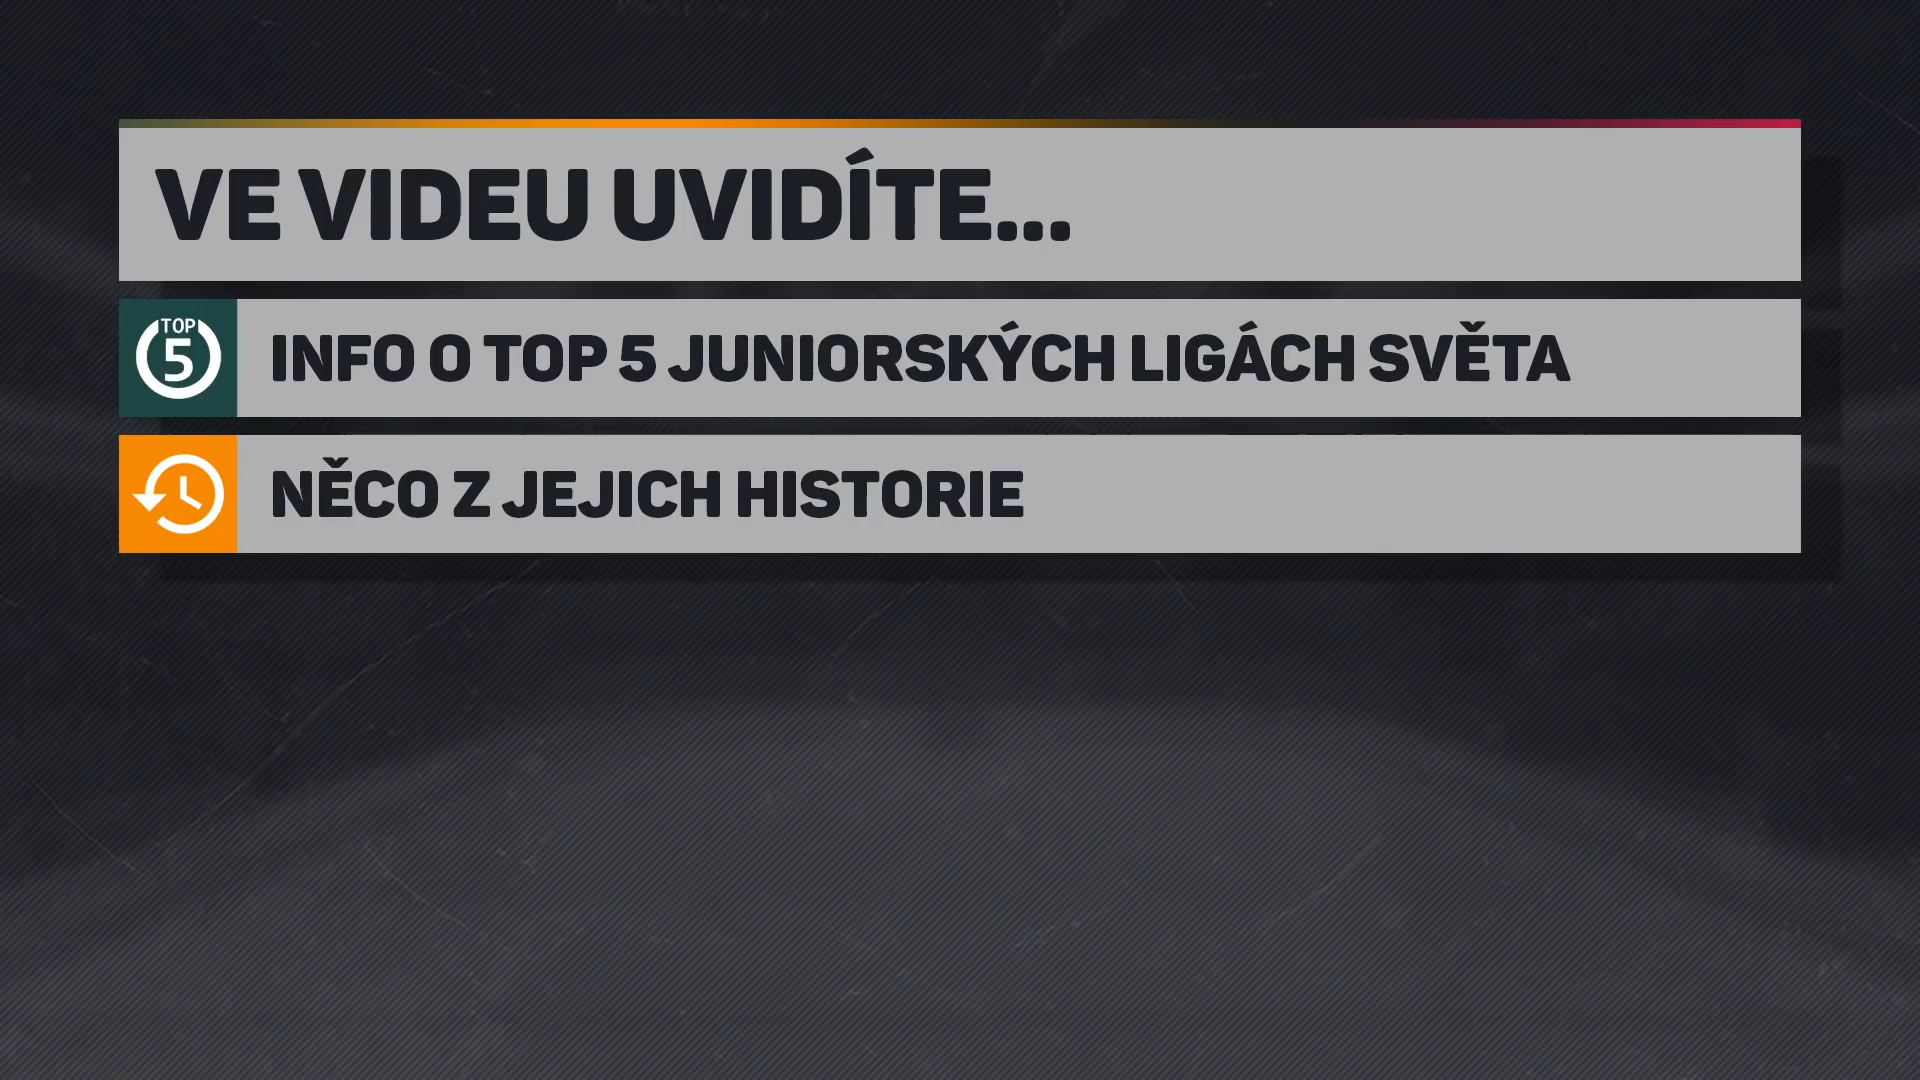 VE VIDEU UVIDÍTE...
TOP
5
INFO O TOP 5 JUNIORSKÝCH LIGÁCH SVĚTA
NĚCO Z JEJICH HISTORIE